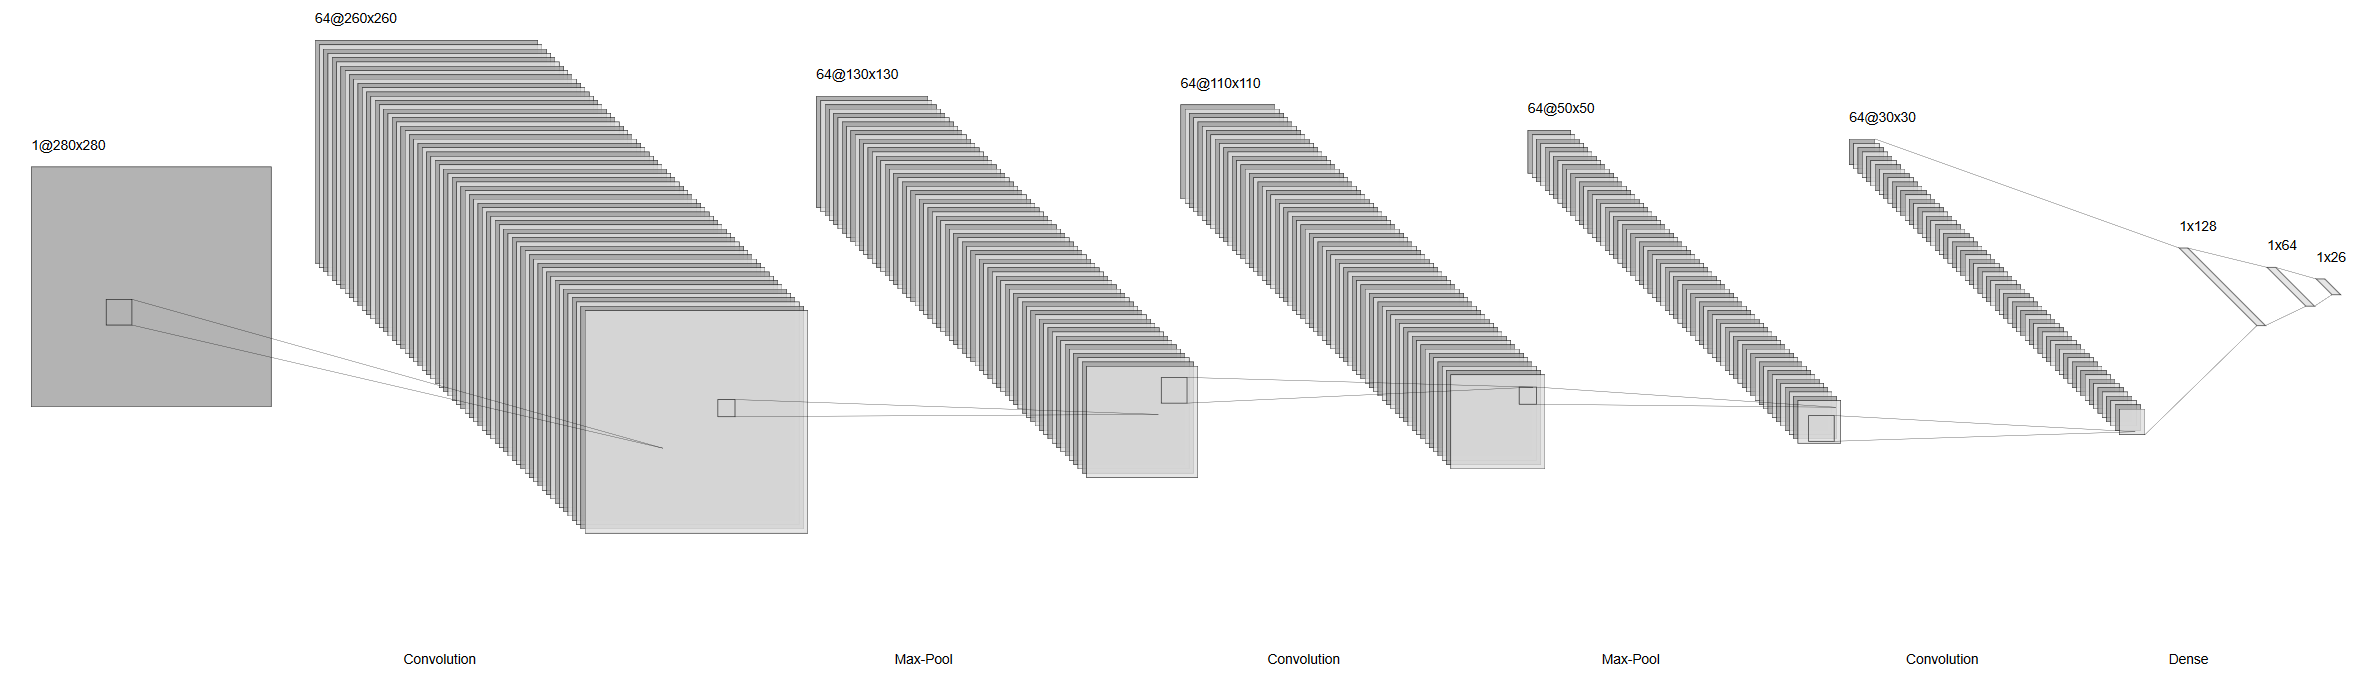 64@260x260
64@130x130
64@110x110
64@50x50
64@30x30
1@280x280
1x128
1x64
1x26
Convolution
Max-Pool
Convolution
Max-Pool
Convolution
Dense